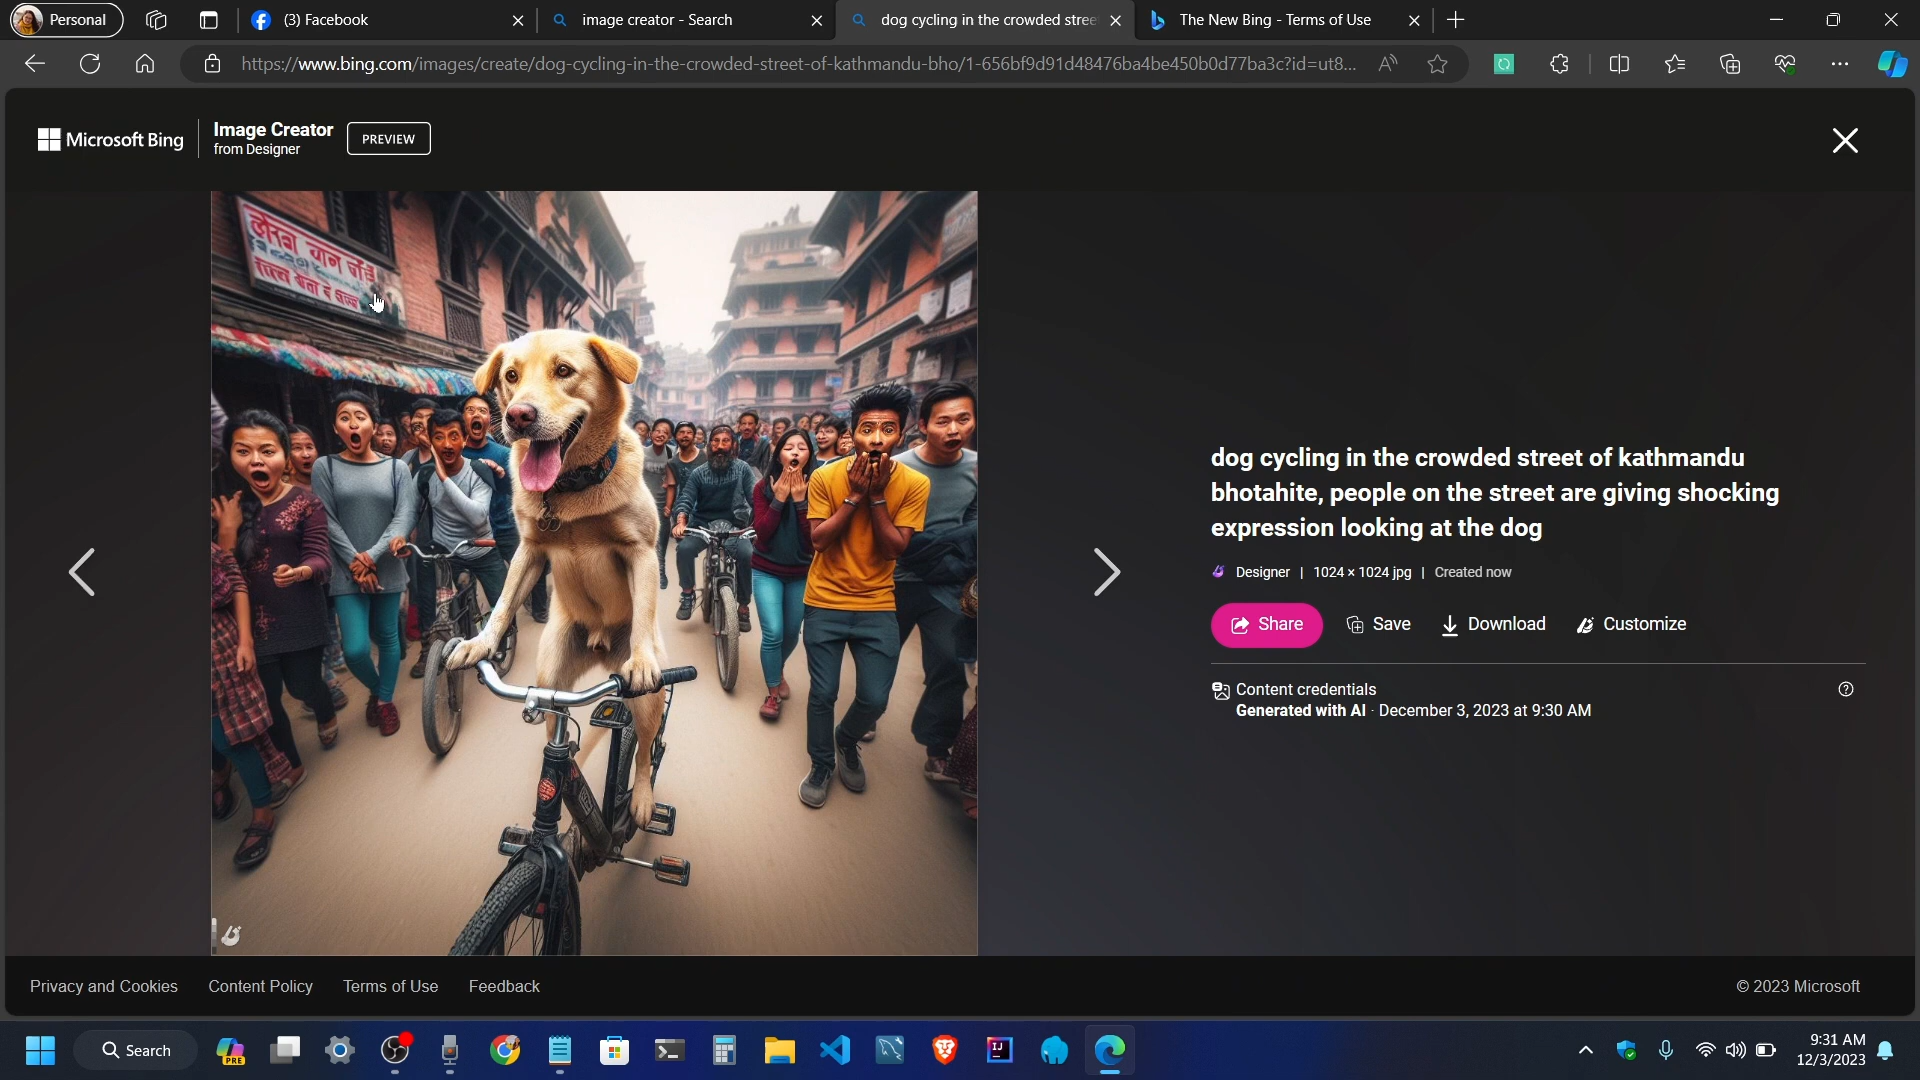 Personal
(3) Facebook
image creator - Search
dog cycling in the crowded stree
The New Bing - Terms of Use
https://www.bing.com/images/create/dog-cycling-in-the-crowded-street-of-kathmandu-bho/1-656bf9d91d48476ba4be450b0d77ba3c?id=ut8...
Microsoft Bing
Image Creator
from Designer
PREVIEW
dog cycling in the crowded street of kathmandu
bhotahite, people on the street are giving shocking
expression looking at the dog
Designer | 1024 × 1024 jpg | Created now
Share Save Download Customize
Content credentials
Generated with AI · December 3, 2023 at 9:30 AM
Privacy and Cookies Content Policy Terms of Use Feedback
© 2023 Microsoft
Search
PRE
IJ
9:31 AM
12/3/2023